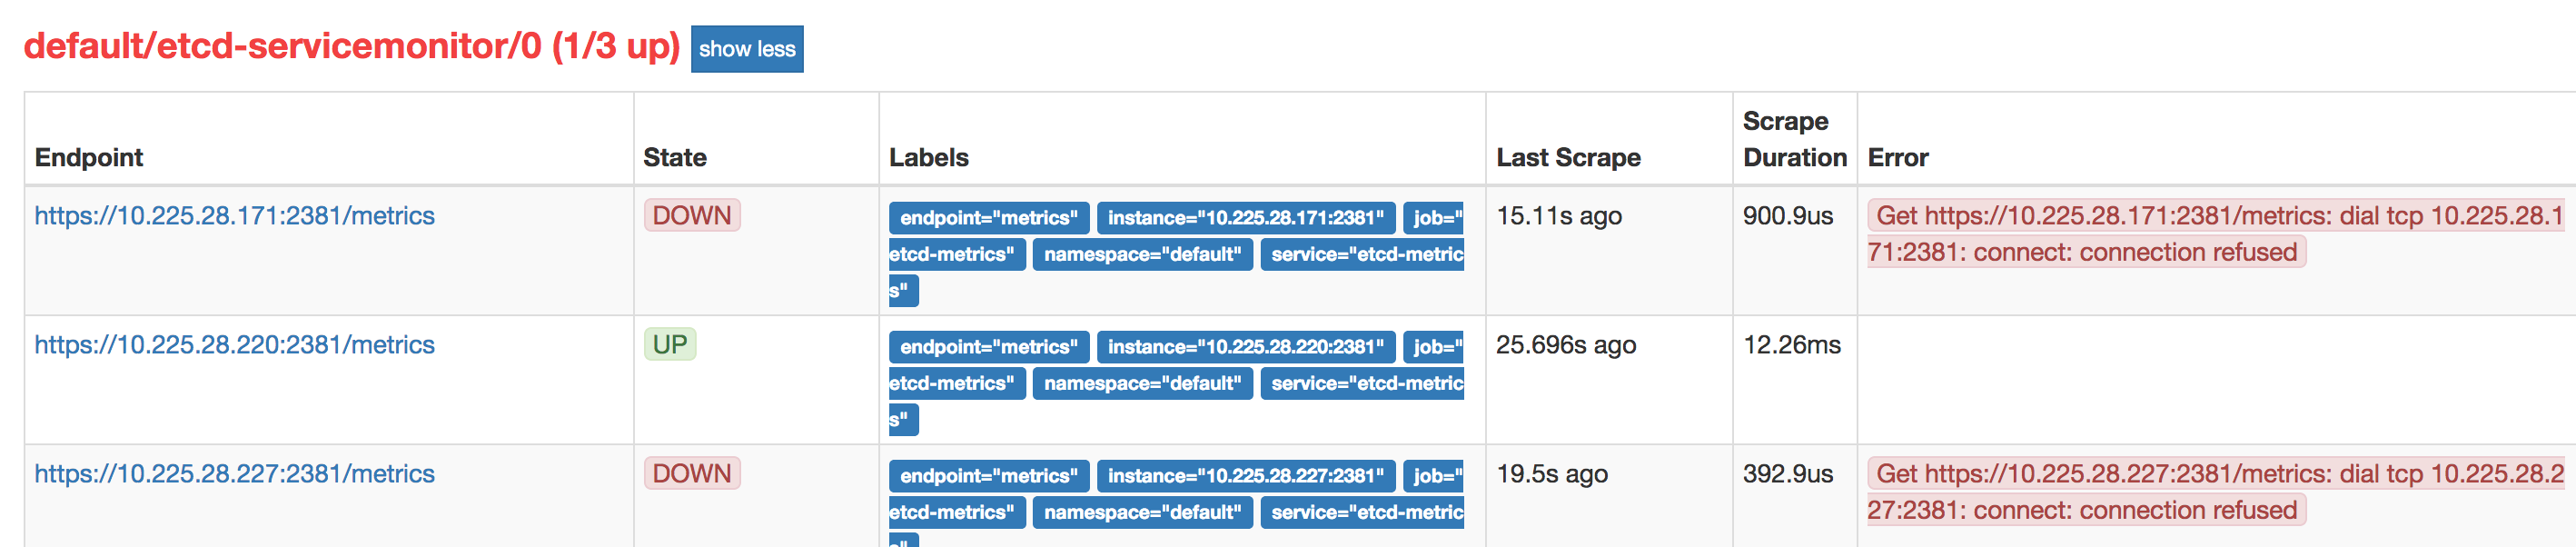 default/etcd-servicemonitor/0 (1/3 up) show less
Endpoint State Labels Last Scrape Scrape Duration Error
https://10.225.28.171:2381/metrics DOWN endpoint="metrics" instance="10.225.28.171:2381" job=" 15.11s ago 900.9us Get https://10.225.28.171:2381/metrics: dial tcp 10.225.28.1
etcd-metrics" namespace="default" service="etcd-metric 71:2381: connect: connection refused
s"
https://10.225.28.220:2381/metrics UP endpoint="metrics" instance="10.225.28.220:2381" job=" 25.696s ago 12.26ms
etcd-metrics" namespace="default" service="etcd-metric
s"
https://10.225.28.227:2381/metrics DOWN endpoint="metrics" instance="10.225.28.227:2381" job=" 19.5s ago 392.9us Get https://10.225.28.227:2381/metrics: dial tcp 10.225.28.2
etcd-metrics" namespace="default" service="etcd-metric 27:2381: connect: connection refused